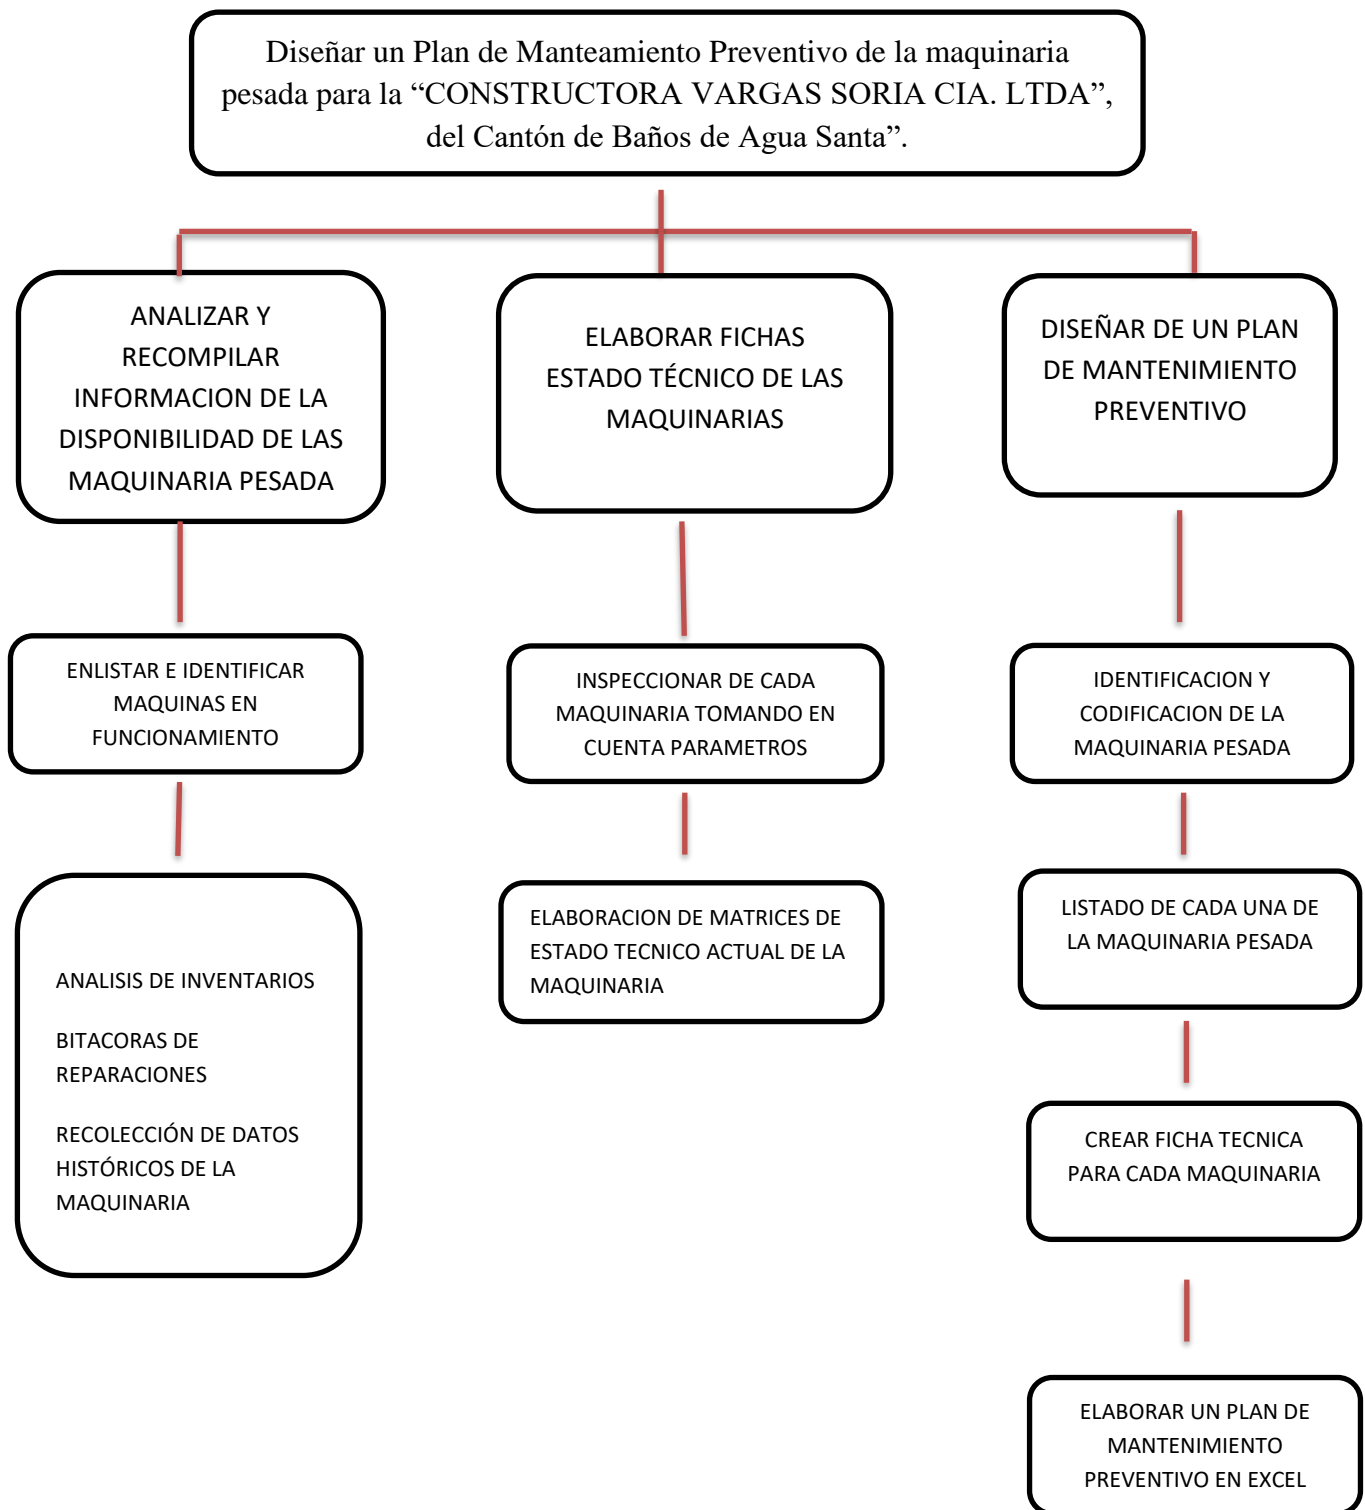 Diseñar un Plan de Manteamiento Preventivo de la maquinaria
pesada para la “CONSTRUCTORA VARGAS SORIA CIA. LTDA”,
del Cantón de Baños de Agua Santa”.
ANALIZAR Y
RECOMPILAR
INFORMACION DE LA
DISPONIBILIDAD DE LAS
MAQUINARIA PESADA
ENLISTAR E IDENTIFICAR
MAQUINAS EN
FUNCIONAMIENTO
ANALISIS DE INVENTARIOS
BITACORAS DE
REPARACIONES
RECOLECCIÓN DE DATOS
HISTÓRICOS DE LA
MAQUINARIA
ELABORAR FICHAS
ESTADO TÉCNICO DE LAS
MAQUINARIAS
INSPECCIONAR DE CADA
MAQUINARIA TOMANDO EN
CUENTA PARAMETROS
ELABORACION DE MATRICES DE
ESTADO TECNICO ACTUAL DE LA
MAQUINARIA
DISEÑAR DE UN PLAN
DE MANTENIMIENTO
PREVENTIVO
IDENTIFICACION Y
CODIFICACION DE LA
MAQUINARIA PESADA
LISTADO DE CADA UNA DE
LA MAQUINARIA PESADA
CREAR FICHA TECNICA
PARA CADA MAQUINARIA
ELABORAR UN PLAN DE
MANTENIMIENTO
PREVENTIVO EN EXCEL